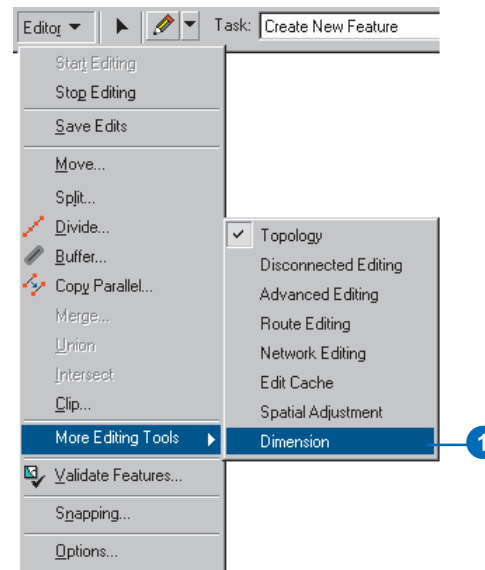 Editor Task: Create New Feature
Start Editing
Stop Editing
Save Edits
Move...
Split...
Divide...
Buffer...
Copy Parallel...
Merge...
Union
Intersect
Clip...
More Editing Tools
Validate Features...
Snapping...
Options...
Topology
Disconnected Editing
Advanced Editing
Route Editing
Network Editing
Edit Cache
Spatial Adjustment
Dimension
1